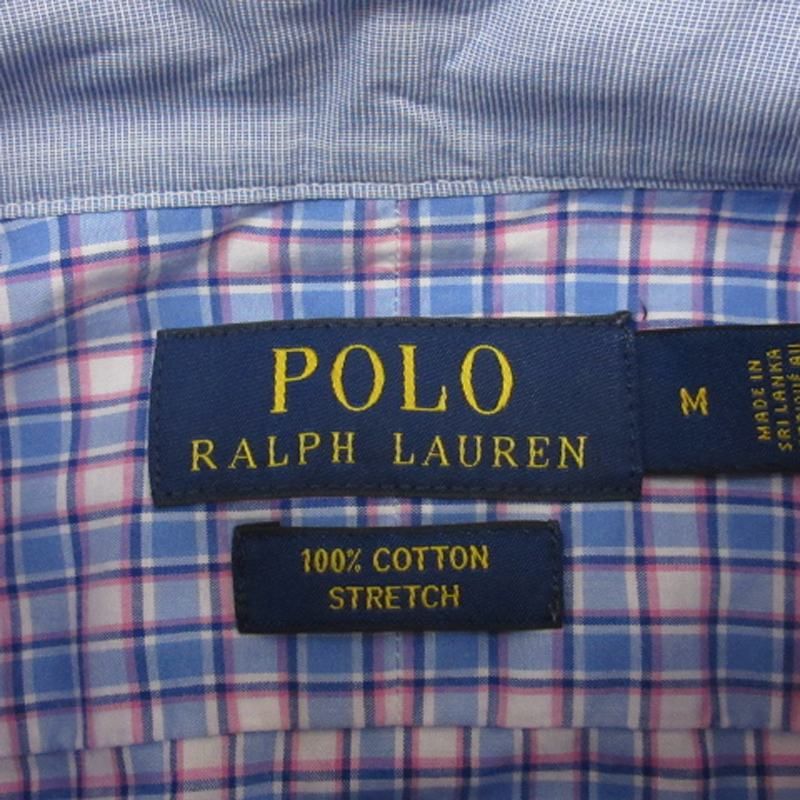 POLO
RALPH LAUREN
M
MADE IN
SRI LANKA
100% COTTON
STRETCH